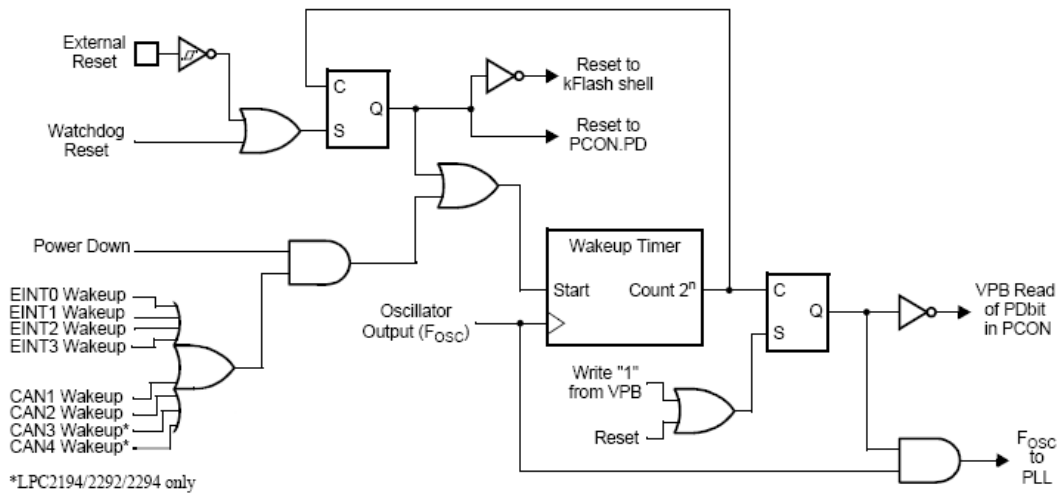 External
Reset
Watchdog
Reset
C
Q
S
Reset to
kFlash shell
Reset to
PCON.PD
Power Down
EINT0 Wakeup
EINT1 Wakeup
EINT2 Wakeup
EINT3 Wakeup
CAN1 Wakeup
CAN2 Wakeup
CAN3 Wakeup*
CAN4 Wakeup*
*LPC2194/2292/2294 only
Oscillator
Output (FOSC)
Wakeup Timer
Start
Count 2n
Write "1"
from VPB
Reset
C
Q
S
VPB Read
of PDbit
in PCON
FOSC
to
PLL